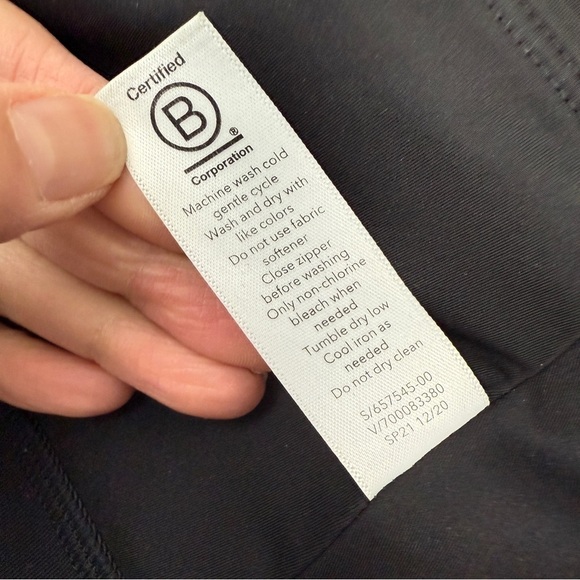 Certified
B
®
Corporation
Machine wash cold
gentle cycle
Wash and dry with
like colors
Do not use fabric
softener
Close zipper
before washing
Only non-chlorine
bleach when
needed
Tumble dry low
Cool iron as
needed
Do not dry clean
S/657545.00
V/700083380
SP21 12/20